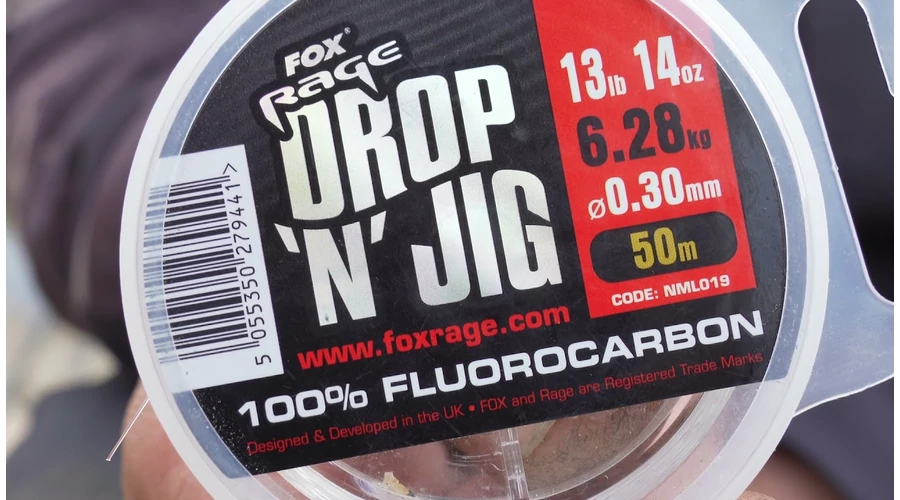 FOX®
RAGE
DROP
'N' JIG
13lb 14oz
6.28kg
ø0.30mm
50m
CODE: NML019
5 055350 279441 >
www.foxrage.com
100% FLUOROCARBON
Designed & Developed in the UK • FOX and Rage are Registered Trade Marks